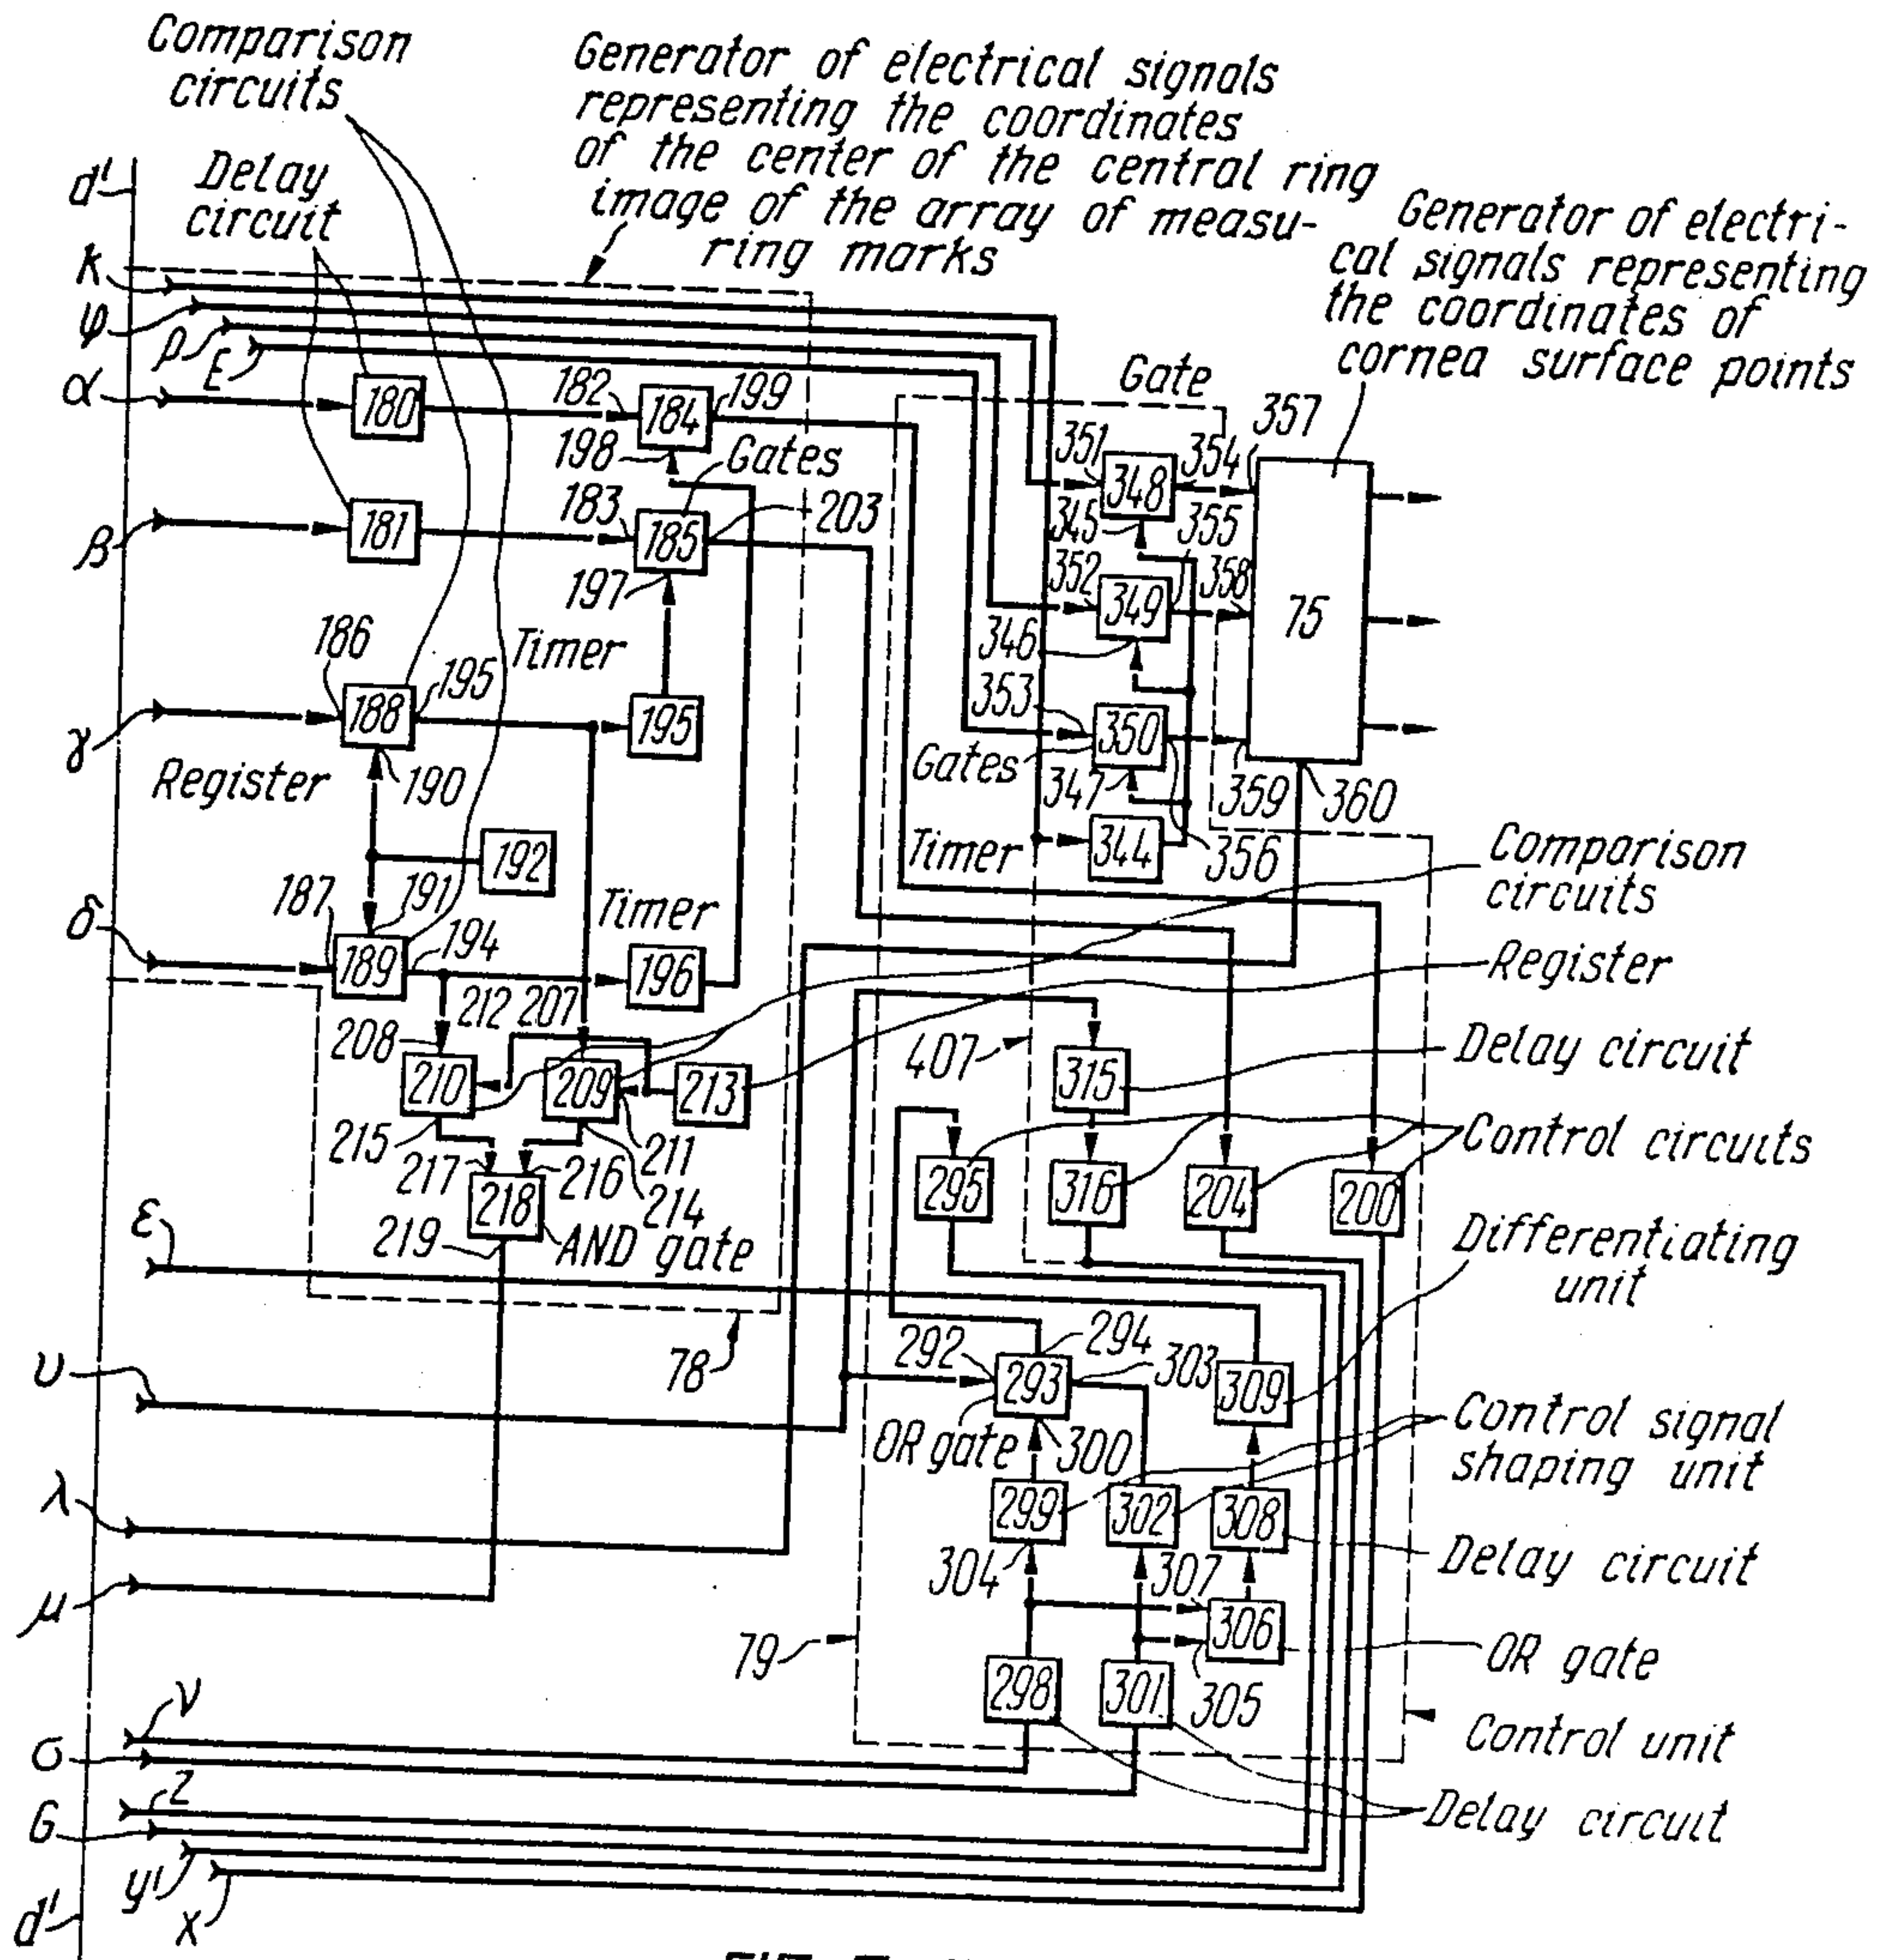 Comparison
circuits
Generator of electrical signals
representing the coordinates
of the center of the central ring
image of the array of measu-
ring marks
Delay
circuit
Generator of electri-
cal signals representing
the coordinates of
cornea surface points
d'
k
φ
ρ
E
α
180
182
184
199
198
Gates
Gate
351
348
354
357
345
355
β
181
183
185
203
197
352
349
358
75
346
186
Timer
γ
188
195
195
353
350
Gates
347
359
360
Register
190
192
Timer
344
356
Comparison
circuits
δ
187
191
189
194
Timer
196
Register
212
207
208
210
209
213
407
315
Delay circuit
215
217
216
211
214
218
219
AND gate
295
316
204
200
Control circuits
ε
Differentiating
unit
78
υ
292
293
294
303
309
OR gate
300
Control signal
shaping unit
λ
299
302
308
304
307
Delay circuit
μ
306
79
OR gate
298
301
305
ν
σ
Control unit
Z
G
Delay circuit
y'
x
d'